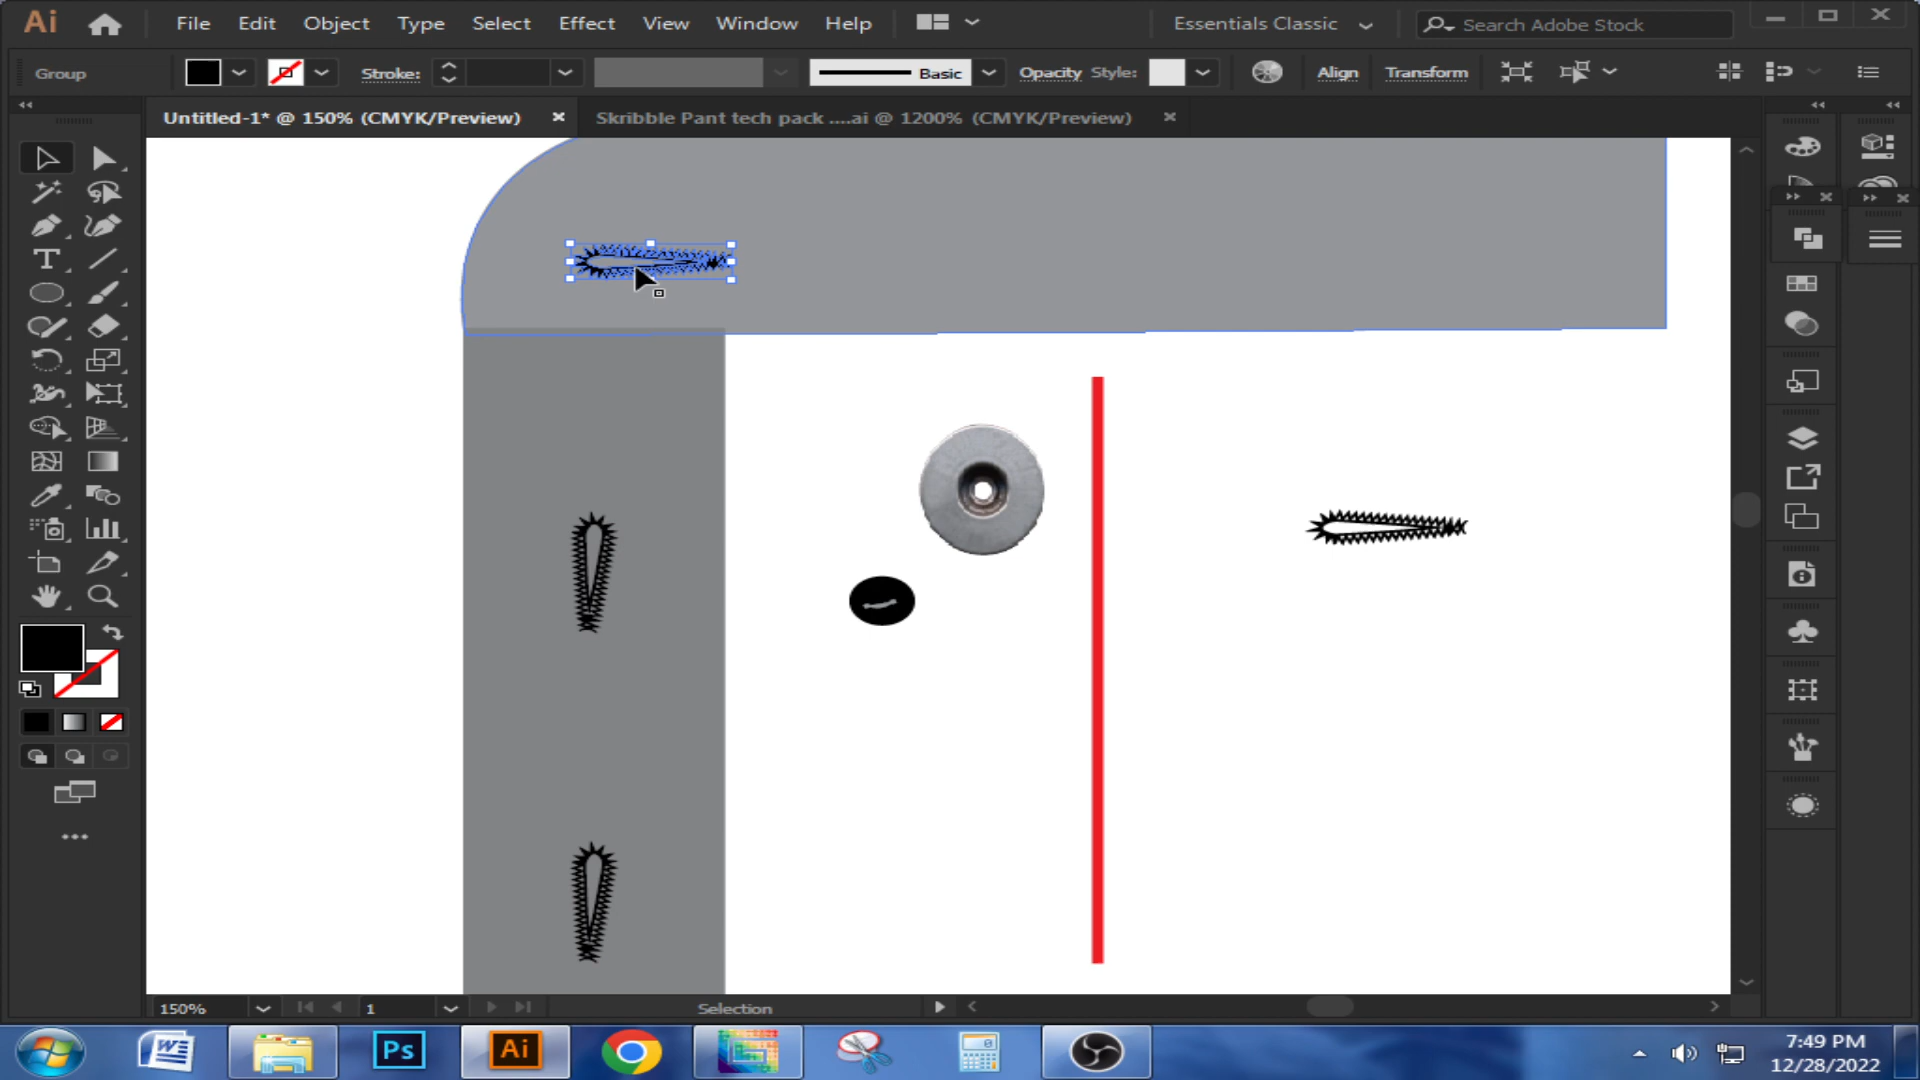 Ai File Edit Object Type Select Effect View Window Help Essentials Classic Search Adobe Stock
Group Stroke: Basic Opacity Style: Align Transform
Untitled-1* @ 150% (CMYK/Preview) Skribble Pant tech pack ....ai @ 1200% (CMYK/Preview)
150% 1 Selection
W Ps Ai 7:49 PM
12/28/2022